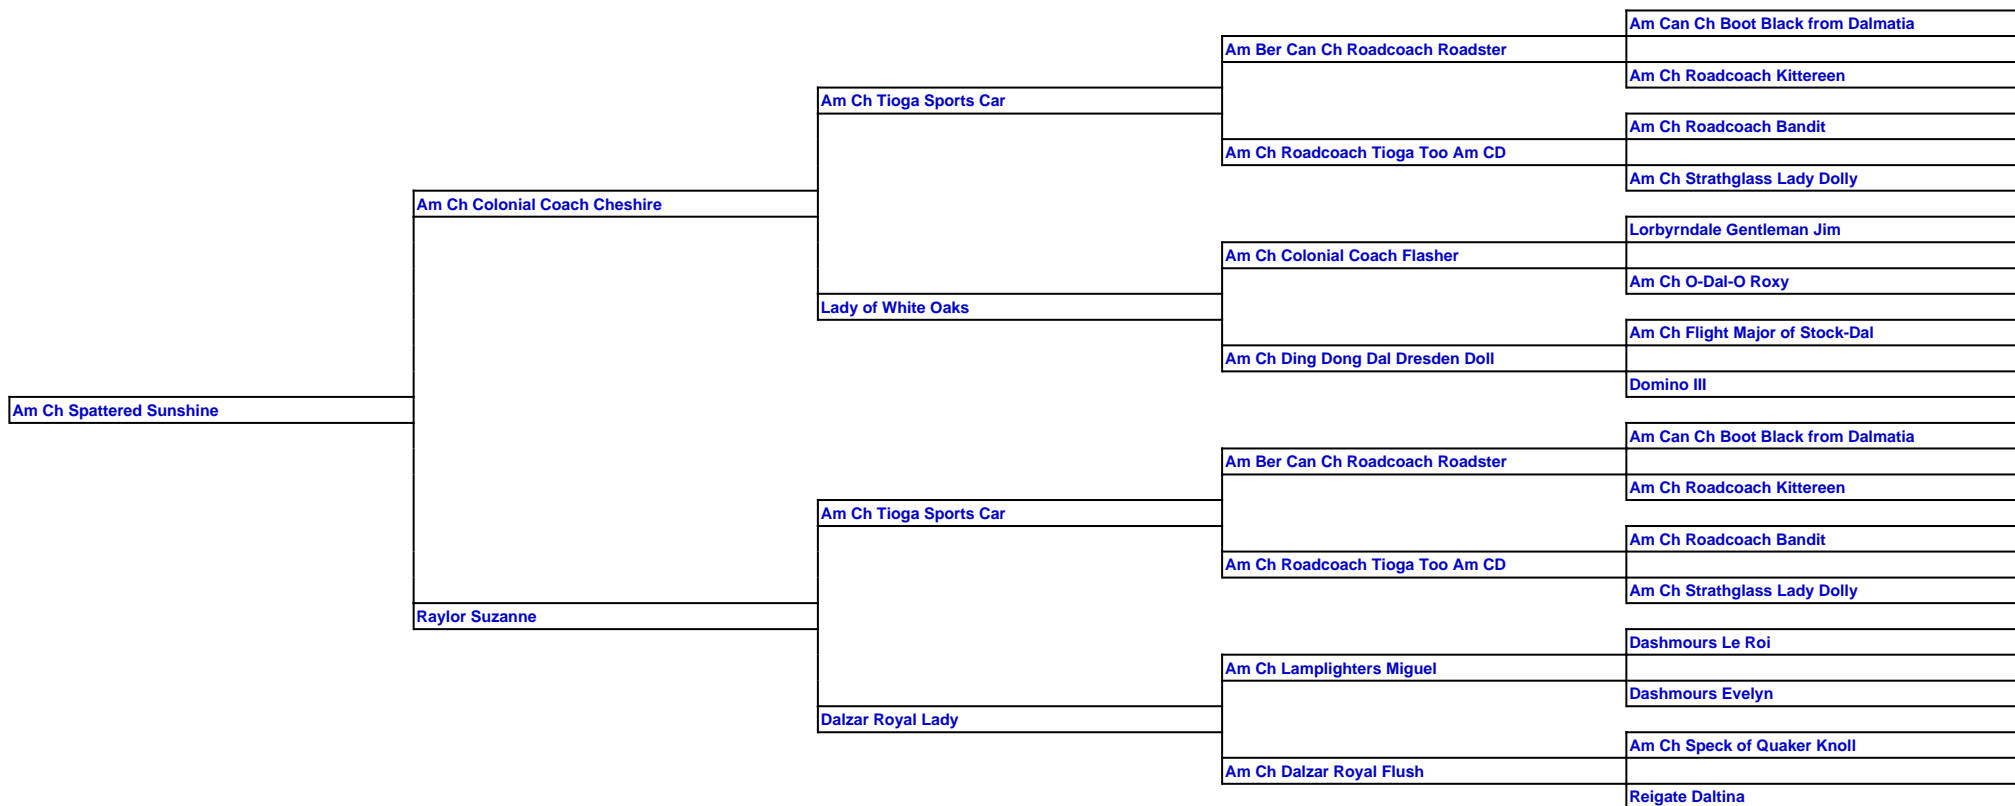 Am Can Ch Boot Black from Dalmatia
Am Ber Can Ch Roadcoach Roadster
Am Ch Roadcoach Kittereen
Am Ch Tioga Sports Car
Am Ch Roadcoach Bandit
Am Ch Roadcoach Tioga Too Am CD
Am Ch Strathglass Lady Dolly
Am Ch Colonial Coach Cheshire
Lorbyrndale Gentleman Jim
Am Ch Colonial Coach Flasher
Am Ch O-Dal-O Roxy
Lady of White Oaks
Am Ch Flight Major of Stock-Dal
Am Ch Ding Dong Dal Dresden Doll
Domino III
Am Ch Spattered Sunshine
Am Can Ch Boot Black from Dalmatia
Am Ber Can Ch Roadcoach Roadster
Am Ch Roadcoach Kittereen
Am Ch Tioga Sports Car
Am Ch Roadcoach Bandit
Am Ch Roadcoach Tioga Too Am CD
Am Ch Strathglass Lady Dolly
Raylor Suzanne
Dashmours Le Roi
Am Ch Lamplighters Miguel
Dashmours Evelyn
Dalzar Royal Lady
Am Ch Speck of Quaker Knoll
Am Ch Dalzar Royal Flush
Reigate Daltina